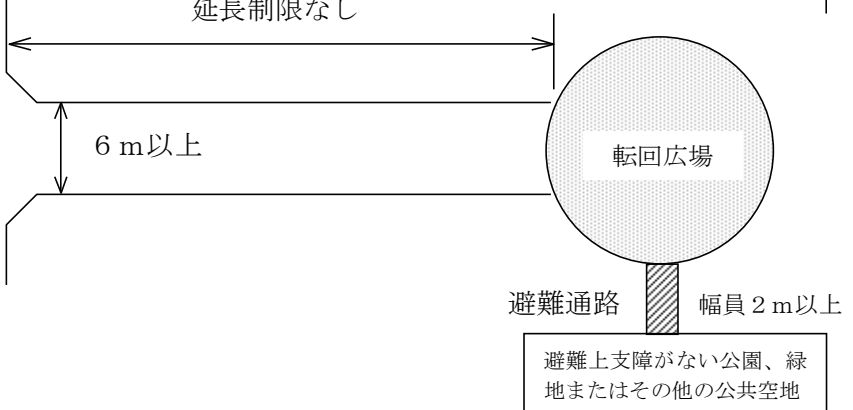 延長制限なし
6m以上
転回広場
避難通路
幅員2m以上
避難上支障がない公園、緑
地またはその他の公共空地